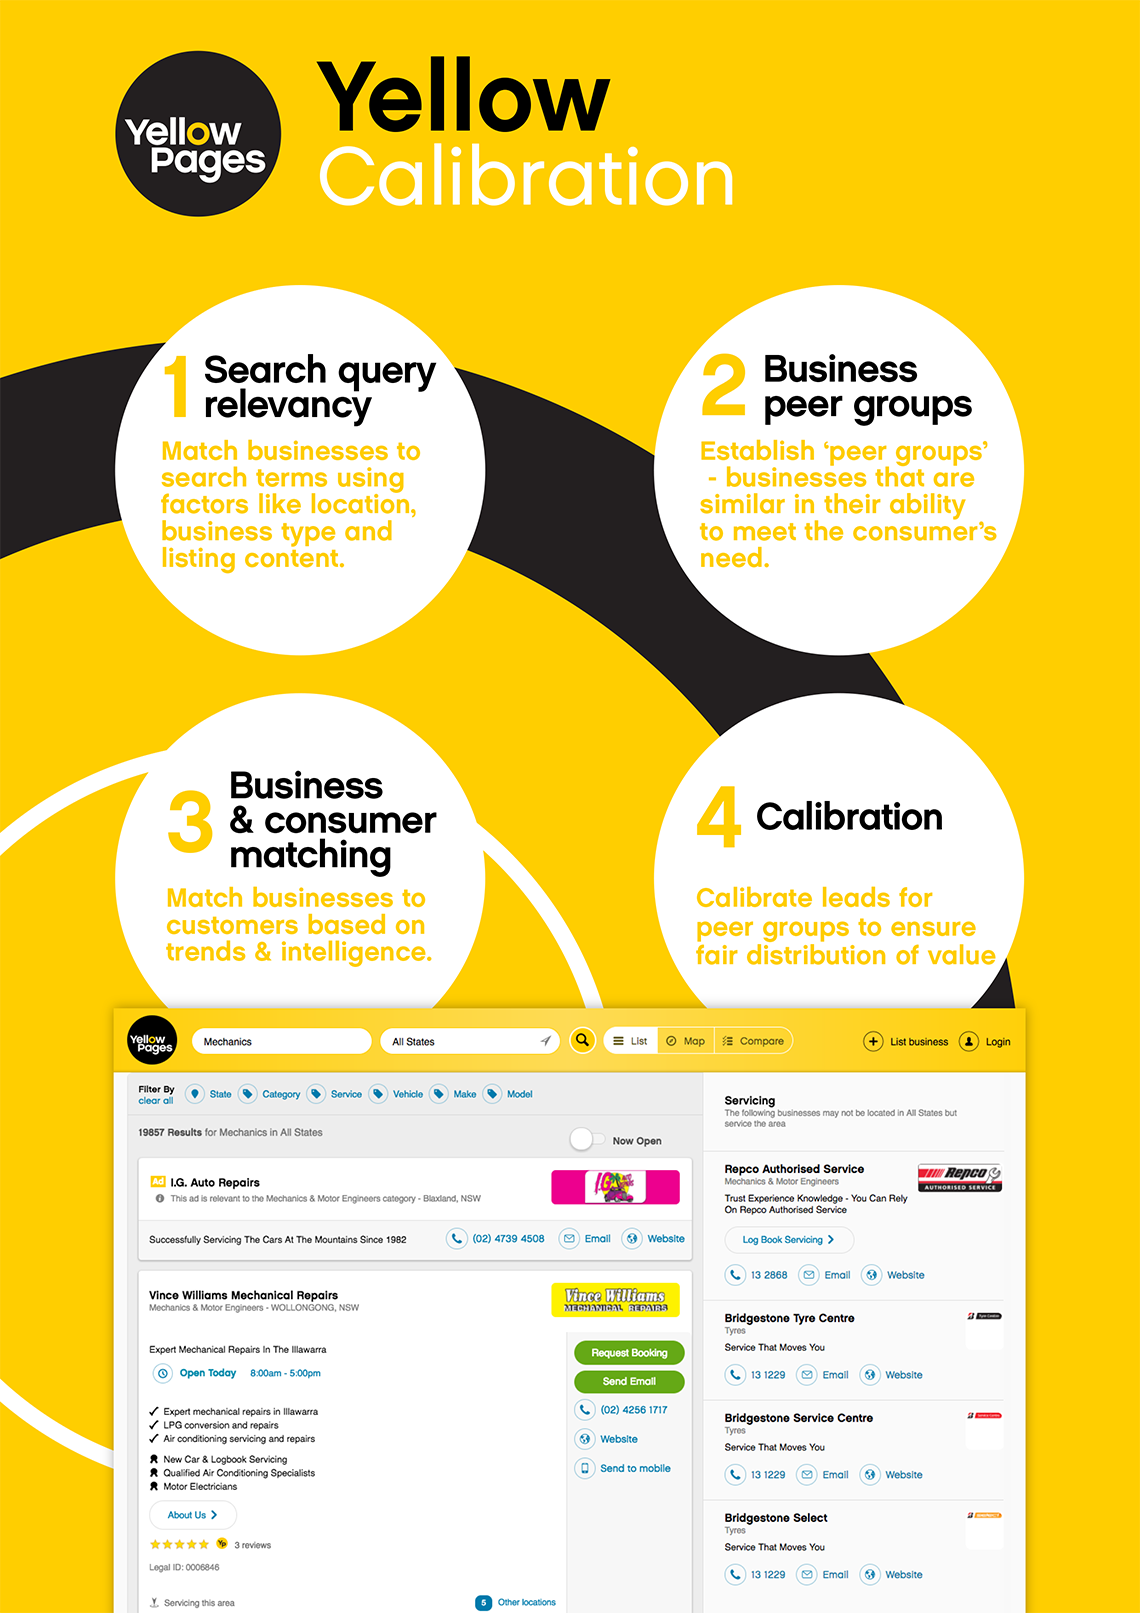 Yellow
Pages
Yellow
Calibration
1 Search query
relevancy
Match businesses to
search terms using
factors like location,
business type and
listing content.
2 Business
peer groups
Establish ‘peer groups’
- businesses that are
similar in their ability
to meet the consumer’s
need.
3 Business
& consumer
matching
Match businesses to
customers based on
trends & intelligence.
4 Calibration
Calibrate leads for
peer groups to ensure
fair distribution of value
Yellow
Pages
Mechanics
All States
List
Map
Compare
List business
Login
Filter By
clear all
State
Category
Service
Vehicle
Make
Model
19857 Results for Mechanics in All States
Now Open
Ad I.G. Auto Repairs
This ad is relevant to the Mechanics & Motor Engineers category - Blaxland, NSW
I.G AUTO
Successfully Servicing The Cars At The Mountains Since 1982
(02) 4739 4508
Email
Website
Vince Williams Mechanical Repairs
Mechanics & Motor Engineers - WOLLONGONG, NSW
Vince Williams
MECHANICAL REPAIRS
Expert Mechanical Repairs In The Illawarra
Open Today 8:00am - 5:00pm
Expert mechanical repairs in Illawarra
LPG conversion and repairs
Air conditioning servicing and repairs
New Car & Logbook Servicing
Qualified Air Conditioning Specialists
Motor Electricians
About Us
Yp 3 reviews
Legal ID: 0006846
Servicing this area
5 Other locations
Request Booking
Send Email
(02) 4256 1717
Website
Send to mobile
Servicing
The following businesses may not be located in All States but
service the area
Repco Authorised Service
Mechanics & Motor Engineers
Repco
AUTHORISED SERVICE
Trust Experience Knowledge - You Can Rely
On Repco Authorised Service
Log Book Servicing
13 2868
Email
Website
Bridgestone Tyre Centre
Tyres
Service That Moves You
13 1229
Email
Website
Bridgestone Service Centre
Tyres
Service That Moves You
13 1229
Email
Website
Bridgestone Select
Tyres
Service That Moves You
13 1229
Email
Website